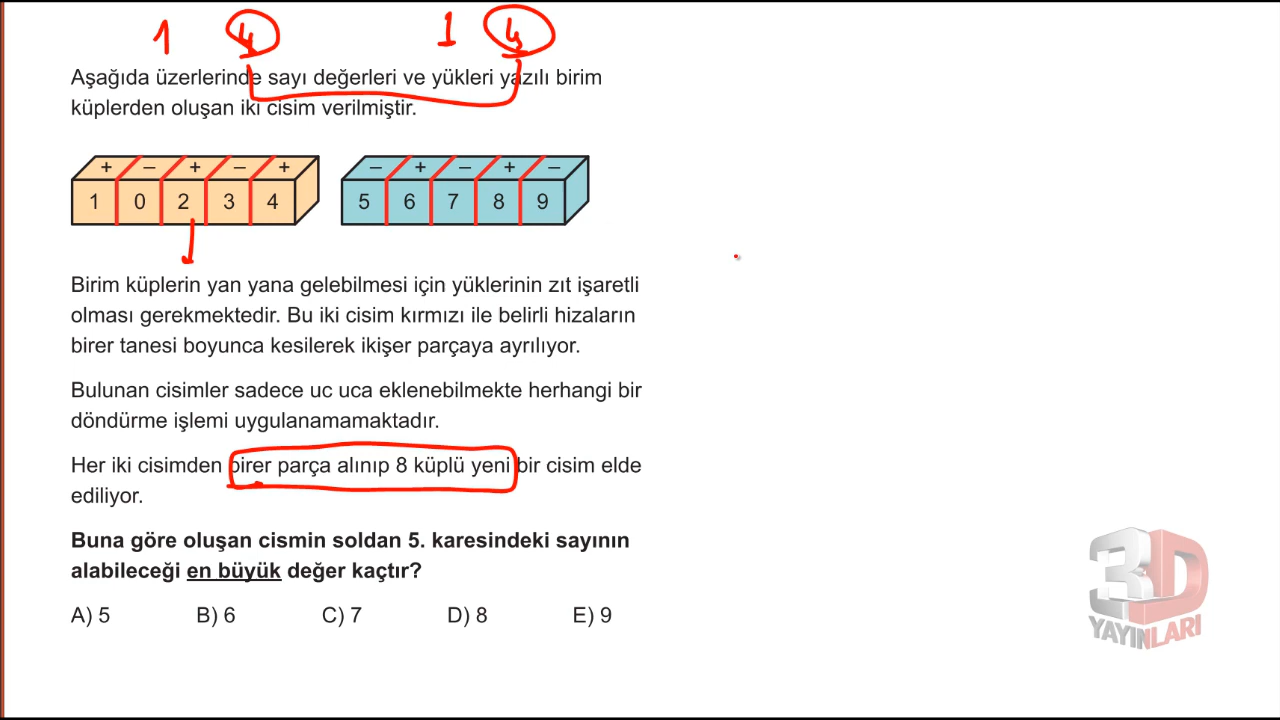 1 4 1 4
Aşağıda üzerlerinde sayı değerleri ve yükleri yazılı birim
küplerden oluşan iki cisim verilmiştir.
+ – + – + – + – + –
1 0 2 3 4 5 6 7 8 9
Birim küplerin yan yana gelebilmesi için yüklerinin zıt işaretli
olması gerekmektedir. Bu iki cisim kırmızı ile belirli hizaların
birer tanesi boyunca kesilerek ikişer parçaya ayrılıyor.
Bulunan cisimler sadece uc uca eklenebilmekte herhangi bir
döndürme işlemi uygulanamamaktadır.
Her iki cisimden birer parça alınıp 8 küplü yeni bir cisim elde
ediliyor.
Buna göre oluşan cismin soldan 5. karesindeki sayının
alabileceği en büyük değer kaçtır?
A) 5 B) 6 C) 7 D) 8 E) 9
3D
YAYINLARI